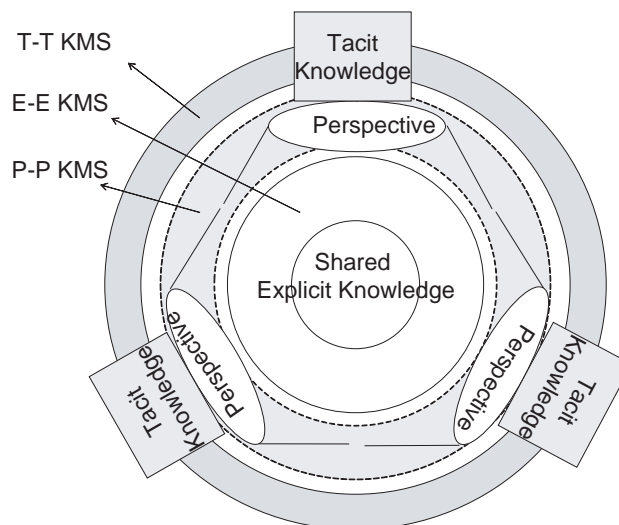 T-T KMS
E-E KMS
P-P KMS
Tacit
Knowledge
Perspective
Shared
Explicit Knowledge
Perspective
Tacit
Knowledge
Perspective
Tacit
Knowledge